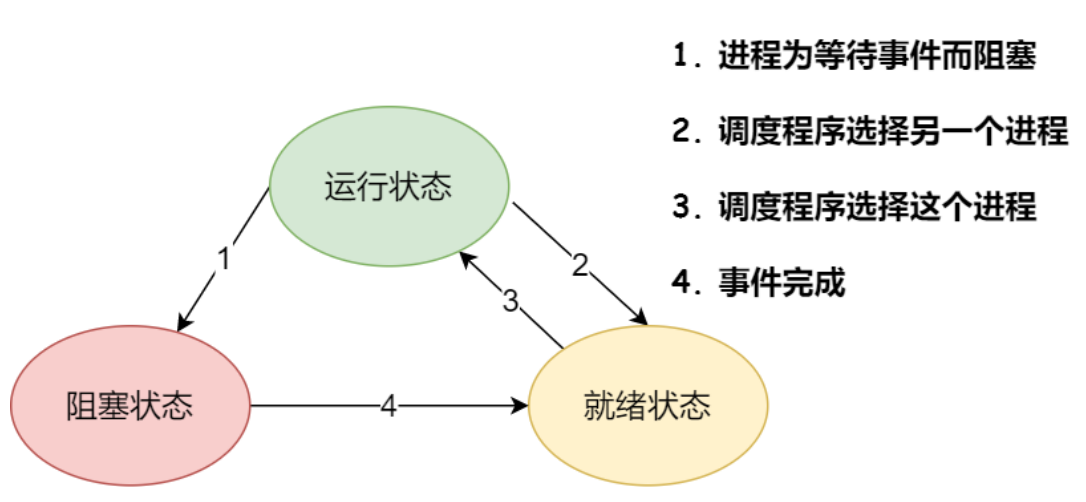 1. 进程为等待事件而阻塞
2. 调度程序选择另一个进程
3. 调度程序选择这个进程
4. 事件完成
运行状态
1
2
3
阻塞状态
4
就绪状态